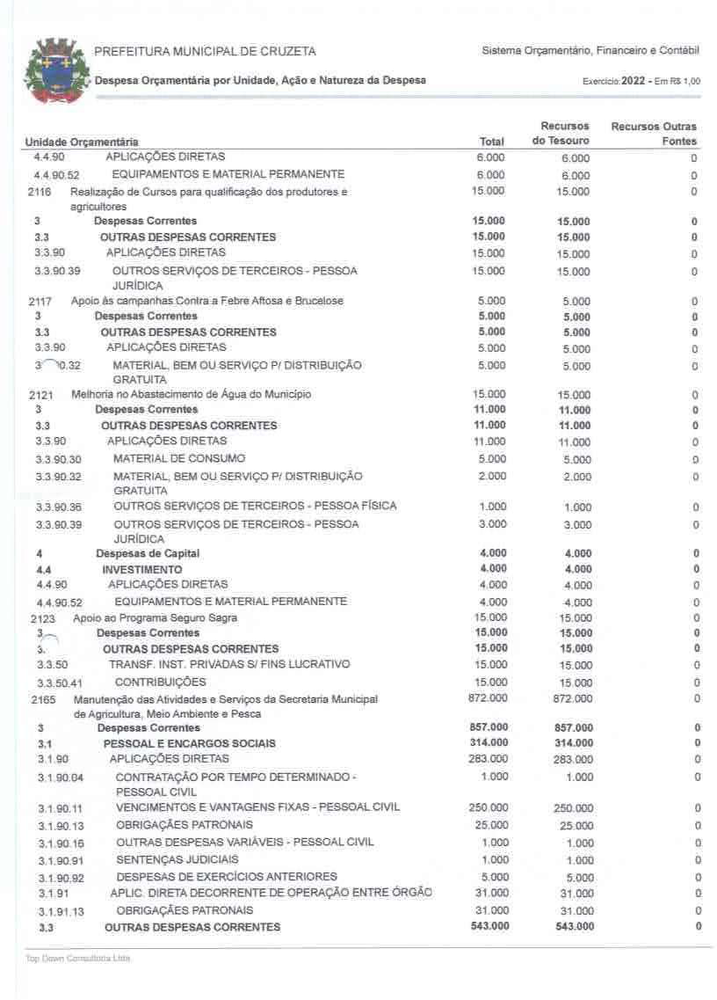 PREFEITURA MUNICIPAL DE CRUZETA Sistema Orçamentário, Financeiro e Contábil
Despesa Orçamentária por Unidade, Ação e Natureza da Despesa Exercício:2022 - Em R$ 1,00
Recursos Recursos Outras
Unidade Orçamentária Total do Tesouro Fontes
4.4.90 APLICAÇÕES DIRETAS 6.000 6.000 0
4.4.90.52 EQUIPAMENTOS E MATERIAL PERMANENTE 6.000 6.000 0
2116 Realização de Cursos para qualificação dos produtores e 15.000 15.000 0
agricultores
3 Despesas Correntes 15.000 15.000 0
3.3 OUTRAS DESPESAS CORRENTES 15.000 15.000 0
3.3.90 APLICAÇÕES DIRETAS 15.000 15.000 0
3.3.90.39 OUTROS SERVIÇOS DE TERCEIROS - PESSOA 15.000 15.000 0
JURÍDICA
2117 Apoio às campanhas Contra a Febre Aftosa e Brucelose 5.000 5.000 0
3 Despesas Correntes 5.000 5.000 0
3.3 OUTRAS DESPESAS CORRENTES 5.000 5.000 0
3.3.90 APLICAÇÕES DIRETAS 5.000 5.000 0
3 0.32 MATERIAL, BEM OU SERVIÇO P/ DISTRIBUIÇÃO 5.000 5.000 0
GRATUITA
2121 Melhoria no Abastecimento de Água do Município 15.000 15.000 0
3 Despesas Correntes 11.000 11.000 0
3.3 OUTRAS DESPESAS CORRENTES 11.000 11.000 0
3.3.90 APLICAÇÕES DIRETAS 11.000 11.000 0
3.3.90.30 MATERIAL DE CONSUMO 5.000 5.000 0
3.3.90.32 MATERIAL, BEM OU SERVIÇO P/ DISTRIBUIÇÃO 2.000 2.000 0
GRATUITA
3.3.90.36 OUTROS SERVIÇOS DE TERCEIROS - PESSOA FÍSICA 1.000 1.000 0
3.3.90.39 OUTROS SERVIÇOS DE TERCEIROS - PESSOA 3.000 3.000 0
JURÍDICA
4 Despesas de Capital 4.000 4.000 0
4.4 INVESTIMENTO 4.000 4.000 0
4.4.90 APLICAÇÕES DIRETAS 4.000 4.000 0
4.4.90.52 EQUIPAMENTOS E MATERIAL PERMANENTE 4.000 4.000 0
2123 Apoio ao Programa Seguro Sagra 15.000 15.000 0
3 Despesas Correntes 15.000 15.000 0
3. OUTRAS DESPESAS CORRENTES 15.000 15.000 0
3.3.50 TRANSF. INST. PRIVADAS S/ FINS LUCRATIVO 15.000 15.000 0
3.3.50.41 CONTRIBUIÇÕES 15.000 15.000 0
2165 Manutenção das Atividades e Serviços da Secretaria Municipal 872.000 872.000 0
de Agricultura, Meio Ambiente e Pesca
3 Despesas Correntes 857.000 857.000 0
3.1 PESSOAL E ENCARGOS SOCIAIS 314.000 314.000 0
3.1.90 APLICAÇÕES DIRETAS 283.000 283.000 0
3.1.90.04 CONTRATAÇÃO POR TEMPO DETERMINADO - 1.000 1.000 0
PESSOAL CIVIL
3.1.90.11 VENCIMENTOS E VANTAGENS FIXAS - PESSOAL CIVIL 250.000 250.000 0
3.1.90.13 OBRIGAÇÃES PATRONAIS 25.000 25.000 0
3.1.90.16 OUTRAS DESPESAS VARIÁVEIS - PESSOAL CIVIL 1.000 1.000 0
3.1.90.91 SENTENÇAS JUDICIAIS 1.000 1.000 0
3.1.90.92 DESPESAS DE EXERCÍCIOS ANTERIORES 5.000 5.000 0
3.1.91 APLIC. DIRETA DECORRENTE DE OPERAÇÃO ENTRE ÓRGÃO 31.000 31.000 0
3.1.91.13 OBRIGAÇÃES PATRONAIS 31.000 31.000 0
3.3 OUTRAS DESPESAS CORRENTES 543.000 543.000 0
Top Down Consultoria Ltda